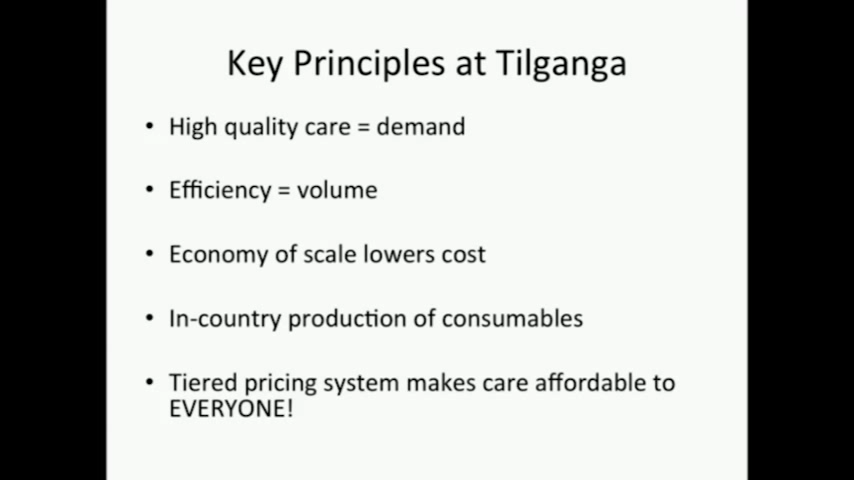 Key Principles at Tilganga
• High quality care = demand
• Efficiency = volume
• Economy of scale lowers cost
• In-country production of consumables
• Tiered pricing system makes care affordable to
EVERYONE!